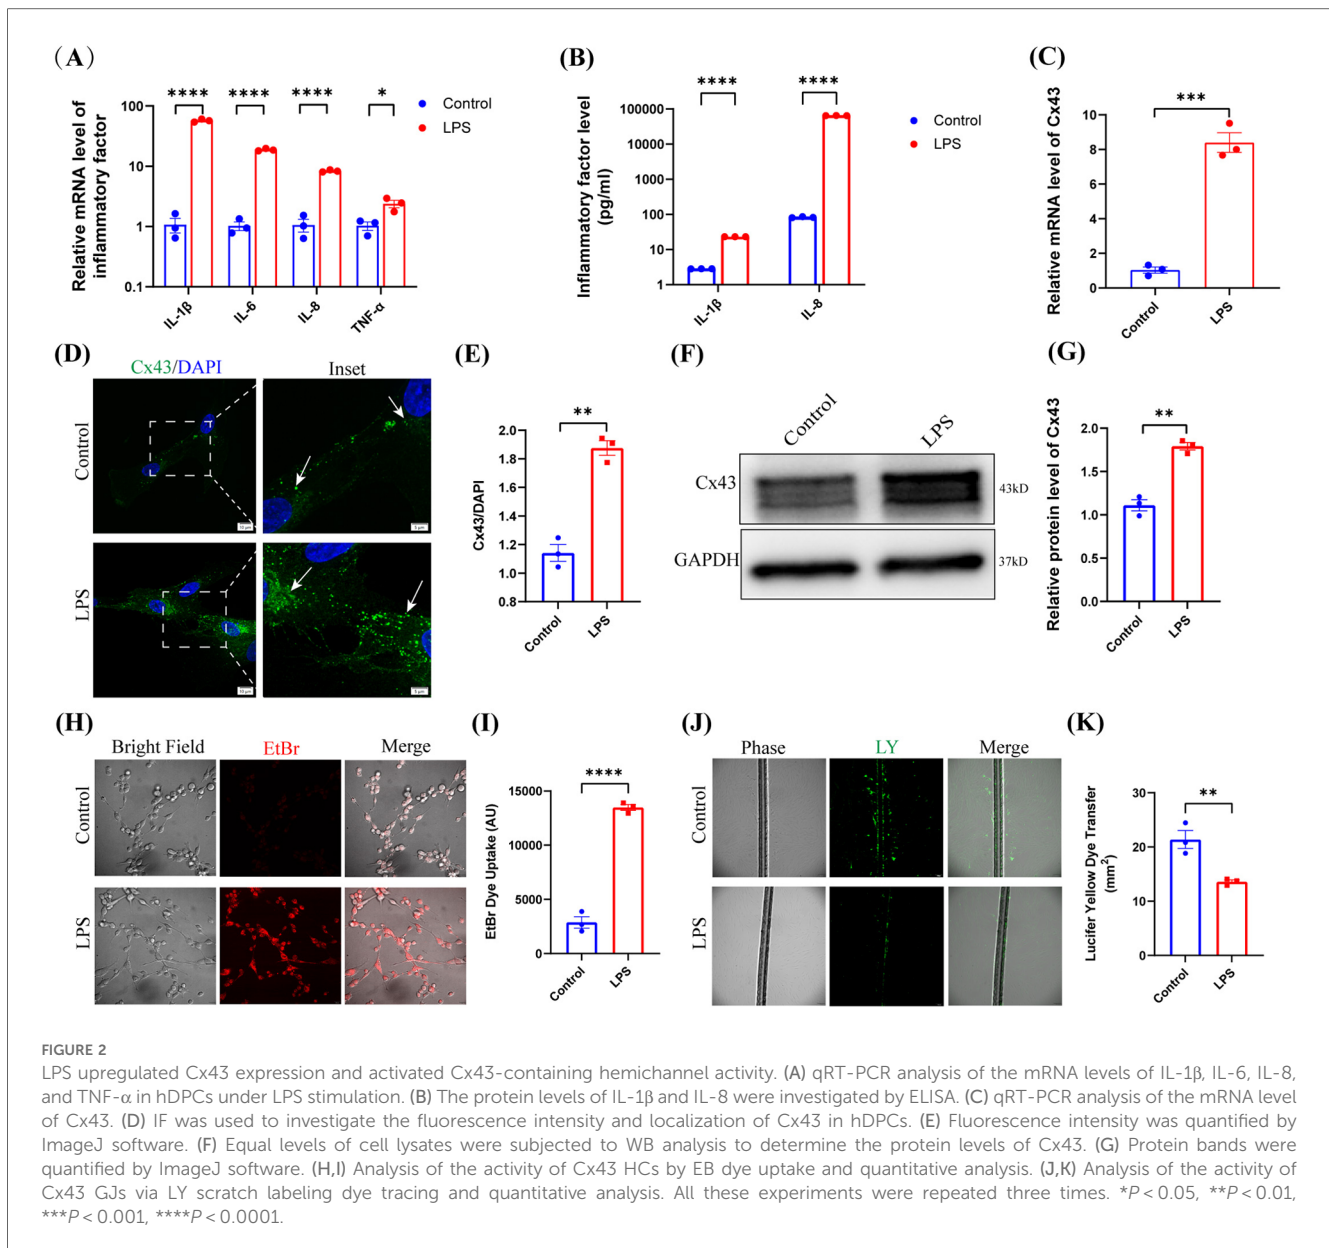 (A)
Relative mRNA level of
inflammatory factor
100
10
1
0.1
**** **** **** *
Control
LPS
IL-1β IL-6 IL-8 TNF-α
(B)
Inflammatory factor level
(pg/ml)
100000
10000
1000
100
10
1
**** ****
Control
LPS
IL-1β IL-8
(C)
Relative mRNA level of Cx43
10
8
6
4
2
0
***
Control LPS
(D)
Cx43/DAPI Inset
Control
10 μm 5 μm
LPS
10 μm 5 μm
(E)
Cx43/DAPI
2.0
1.8
1.6
1.4
1.2
1.0
0.8
**
Control LPS
(F)
Control LPS
Cx43 43kD
GAPDH 37kD
(G)
Relative protein level of Cx43
2.0
1.5
1.0
0.5
0.0
**
Control LPS
(H)
Bright Field EtBr Merge
Control
LPS
(I)
EtBr Dye Uptake (AU)
15000
10000
5000
0
****
Control LPS
(J)
Phase LY Merge
Control
LPS
(K)
Lucifer Yellow Dye Transfer
(mm²)
30
20
10
0
**
Control LPS
FIGURE 2
LPS upregulated Cx43 expression and activated Cx43-containing hemichannel activity. (A) qRT-PCR analysis of the mRNA levels of IL-1β, IL-6, IL-8,
and TNF-α in hDPCs under LPS stimulation. (B) The protein levels of IL-1β and IL-8 were investigated by ELISA. (C) qRT-PCR analysis of the mRNA level
of Cx43. (D) IF was used to investigate the fluorescence intensity and localization of Cx43 in hDPCs. (E) Fluorescence intensity was quantified by
ImageJ software. (F) Equal levels of cell lysates were subjected to WB analysis to determine the protein levels of Cx43. (G) Protein bands were
quantified by ImageJ software. (H,I) Analysis of the activity of Cx43 HCs by EB dye uptake and quantitative analysis. (J,K) Analysis of the activity of
Cx43 GJs via LY scratch labeling dye tracing and quantitative analysis. All these experiments were repeated three times. *P < 0.05, **P < 0.01,
***P < 0.001, ****P < 0.0001.